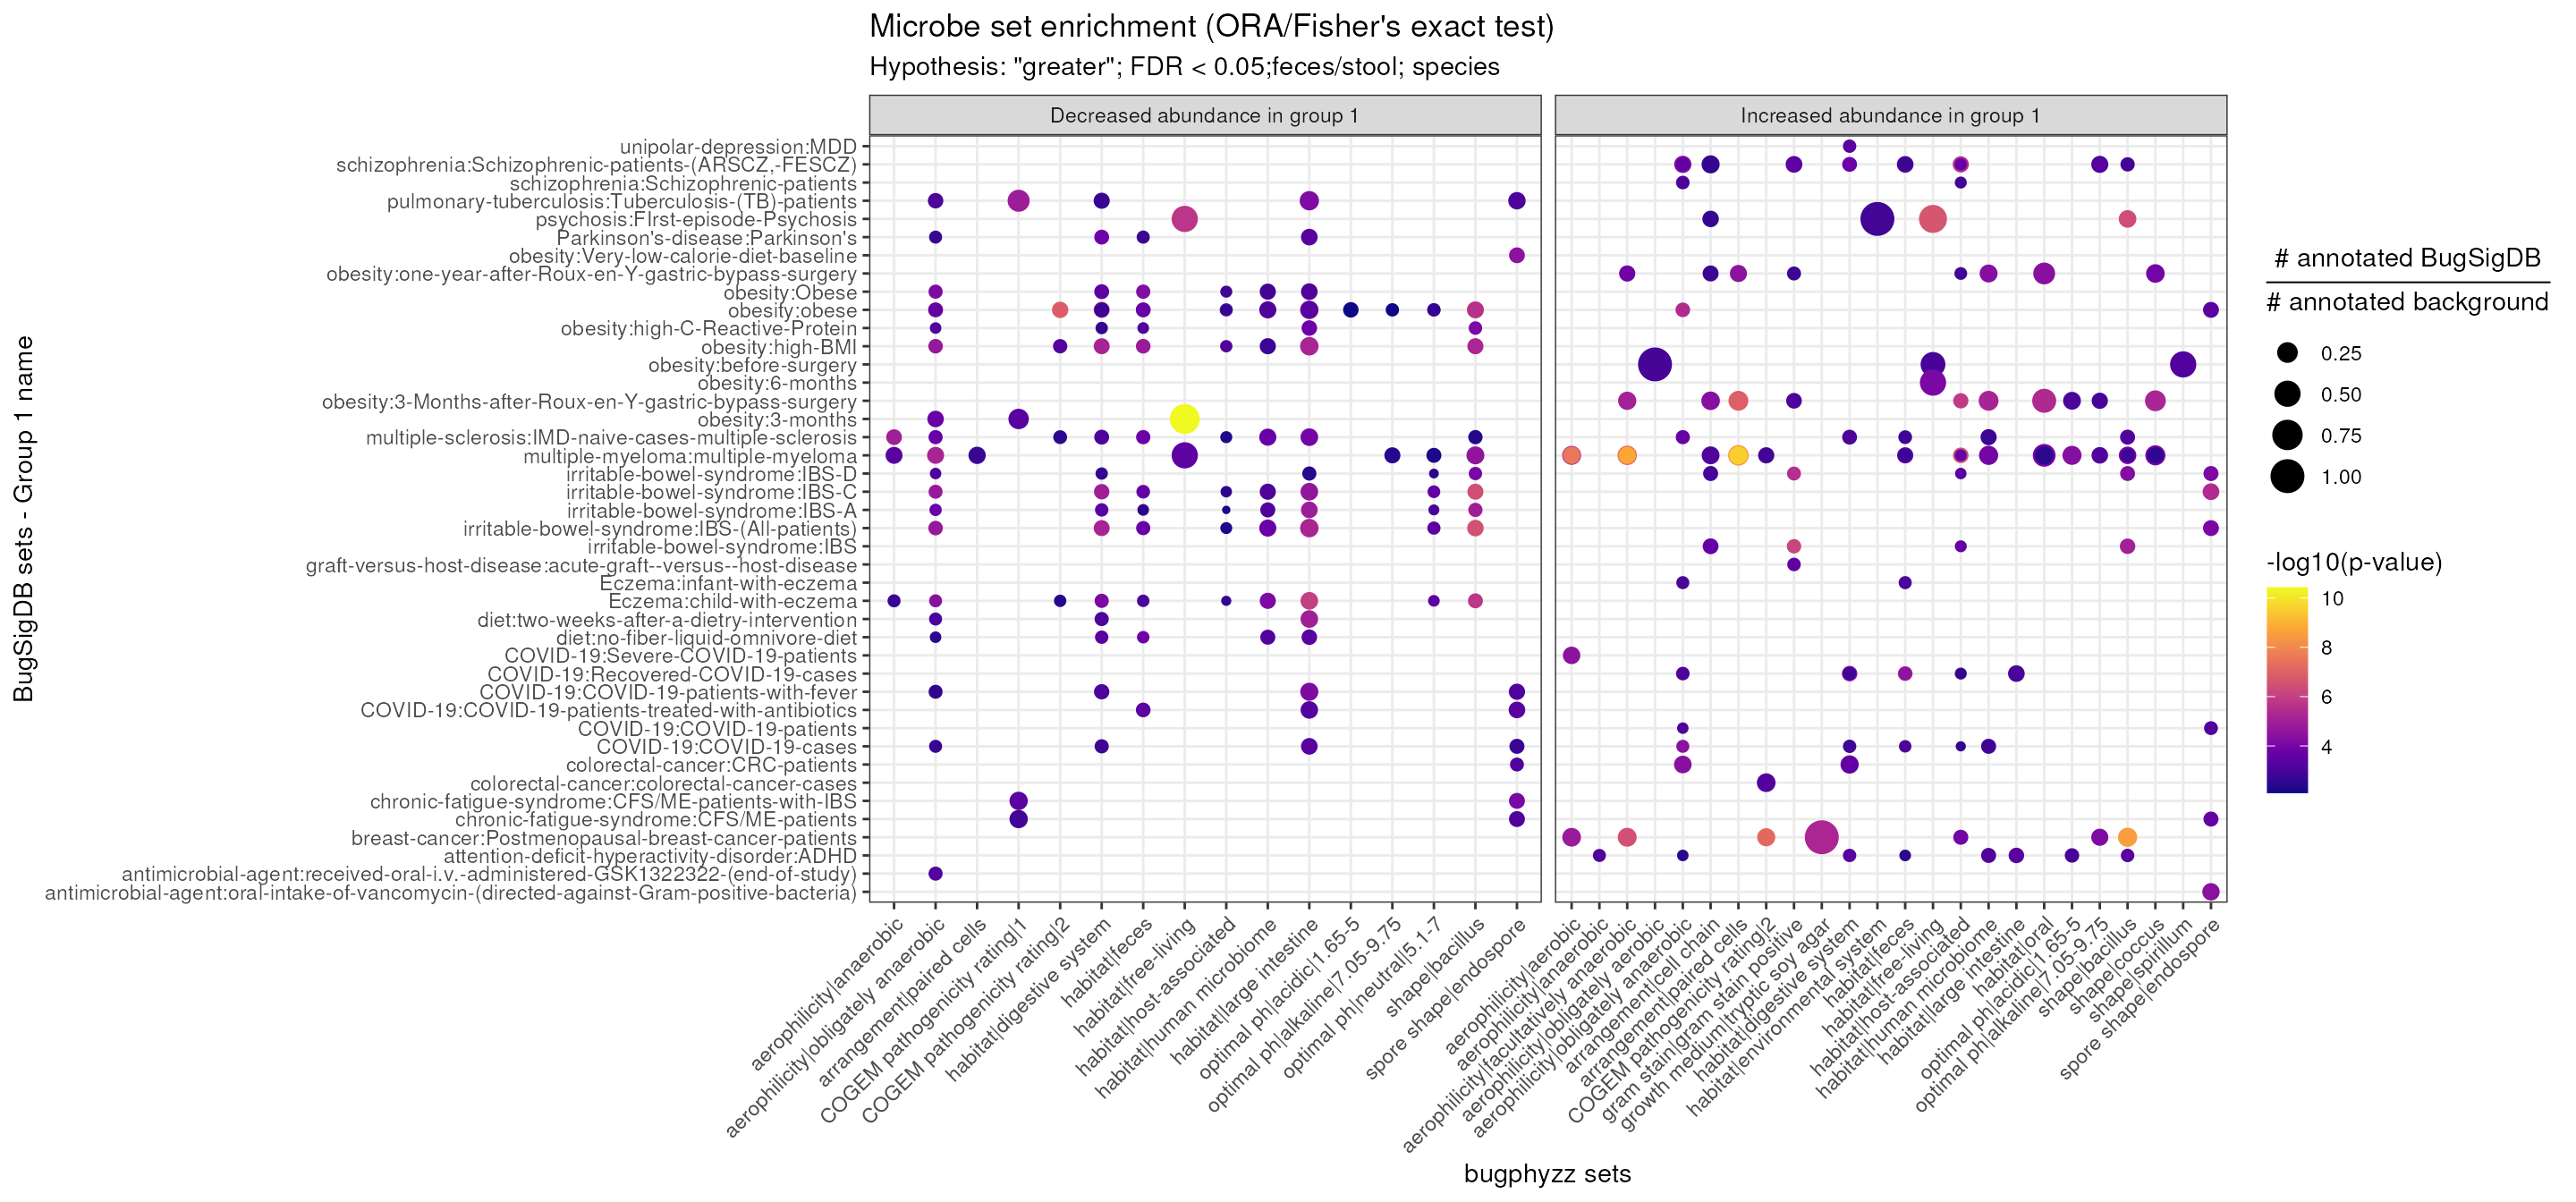 Microbe set enrichment (ORA/Fisher's exact test)
Hypothesis: "greater"; FDR < 0.05;feces/stool; species
Decreased abundance in group 1
Increased abundance in group 1
BugSigDB sets - Group 1 name
unipolar-depression:MDD
schizophrenia:Schizophrenic-patients-(ARSCZ,-FESCZ)
schizophrenia:Schizophrenic-patients
pulmonary-tuberculosis:Tuberculosis-(TB)-patients
psychosis:FIrst-episode-Psychosis
Parkinson's-disease:Parkinson's
obesity:Very-low-calorie-diet-baseline
obesity:one-year-after-Roux-en-Y-gastric-bypass-surgery
obesity:Obese
obesity:obese
obesity:high-C-Reactive-Protein
obesity:high-BMI
obesity:before-surgery
obesity:6-months
obesity:3-Months-after-Roux-en-Y-gastric-bypass-surgery
obesity:3-months
multiple-sclerosis:IMD-naive-cases-multiple-sclerosis
multiple-myeloma:multiple-myeloma
irritable-bowel-syndrome:IBS-D
irritable-bowel-syndrome:IBS-C
irritable-bowel-syndrome:IBS-A
irritable-bowel-syndrome:IBS-(All-patients)
irritable-bowel-syndrome:IBS
graft-versus-host-disease:acute-graft--versus--host-disease
Eczema:infant-with-eczema
Eczema:child-with-eczema
diet:two-weeks-after-a-dietry-intervention
diet:no-fiber-liquid-omnivore-diet
COVID-19:Severe-COVID-19-patients
COVID-19:Recovered-COVID-19-cases
COVID-19:COVID-19-patients-with-fever
COVID-19:COVID-19-patients-treated-with-antibiotics
COVID-19:COVID-19-patients
COVID-19:COVID-19-cases
colorectal-cancer:CRC-patients
colorectal-cancer:colorectal-cancer-cases
chronic-fatigue-syndrome:CFS/ME-patients-with-IBS
chronic-fatigue-syndrome:CFS/ME-patients
breast-cancer:Postmenopausal-breast-cancer-patients
attention-deficit-hyperactivity-disorder:ADHD
antimicrobial-agent:received-oral-i.v.-administered-GSK1322322-(end-of-study)
antimicrobial-agent:oral-intake-of-vancomycin-(directed-against-Gram-positive-bacteria)
aerophilicity|anaerobic
aerophilicity|obligately anaerobic
arrangement|paired cells
COGEM pathogenicity rating|1
COGEM pathogenicity rating|2
habitat|digestive system
habitat|feces
habitat|free-living
habitat|host-associated
habitat|human microbiome
habitat|large intestine
optimal ph|acidic|1.65-5
optimal ph|alkaline|7.05-9.75
optimal ph|neutral|5.1-7
shape|bacillus
spore shape|endospore
aerophilicity|aerobic
aerophilicity|anaerobic
aerophilicity|facultatively anaerobic
aerophilicity|obligately aerobic
aerophilicity|obligately anaerobic
arrangement|cell chain
arrangement|paired cells
COGEM pathogenicity rating|2
gram stain|gram stain positive
growth medium|tryptic soy agar
habitat|digestive system
habitat|environmental system
habitat|feces
habitat|free-living
habitat|host-associated
habitat|human microbiome
habitat|large intestine
habitat|oral
optimal ph|acidic|1.65-5
optimal ph|alkaline|7.05-9.75
shape|bacillus
shape|coccus
shape|spirillum
spore shape|endospore
bugphyzz sets
# annotated BugSigDB
# annotated background
0.25
0.50
0.75
1.00
-log10(p-value)
10
8
6
4